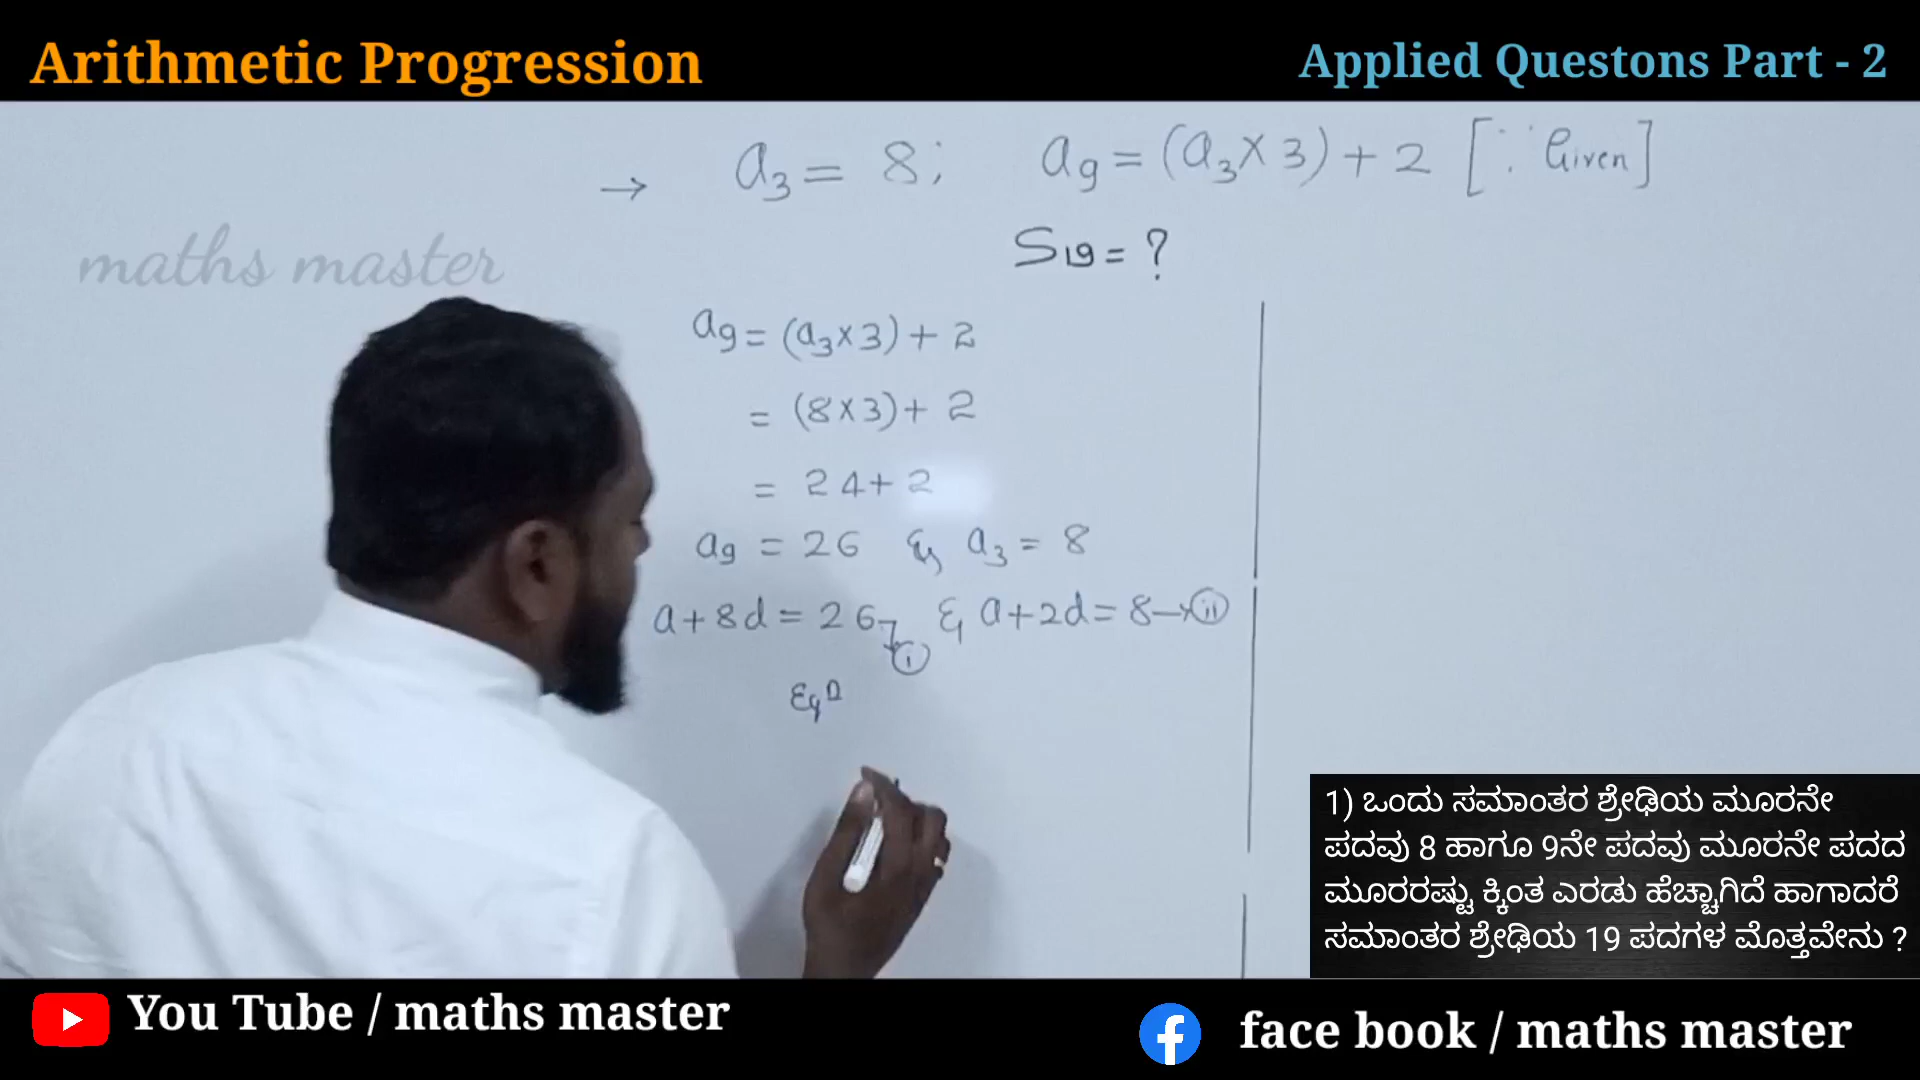 Arithmetic Progression
Applied Questons Part - 2
→ a₃ = 8; a₉ = (a₃ × 3) + 2 [∵ Given]
S₁₉ = ?
maths master
a₉ = (a₃ × 3) + 2
= (8 × 3) + 2
= 24 + 2
a₉ = 26 & a₃ = 8
a + 8d = 26 → (i) & a + 2d = 8 → (ii)
Eqⁿ
1) ಒಂದು ಸಮಾಂತರ ಶ್ರೇಢಿಯ ಮೂರನೇ
ಪದವು 8 ಹಾಗೂ 9ನೇ ಪದವು ಮೂರನೇ ಪದದ
ಮೂರರಷ್ಟು ಕ್ಕಿಂತ ಎರಡು ಹೆಚ್ಚಾಗಿದೆ ಹಾಗಾದರೆ
ಸಮಾಂತರ ಶ್ರೇಢಿಯ 19 ಪದಗಳ ಮೊತ್ತವೇನು ?
You Tube / maths master
face book / maths master